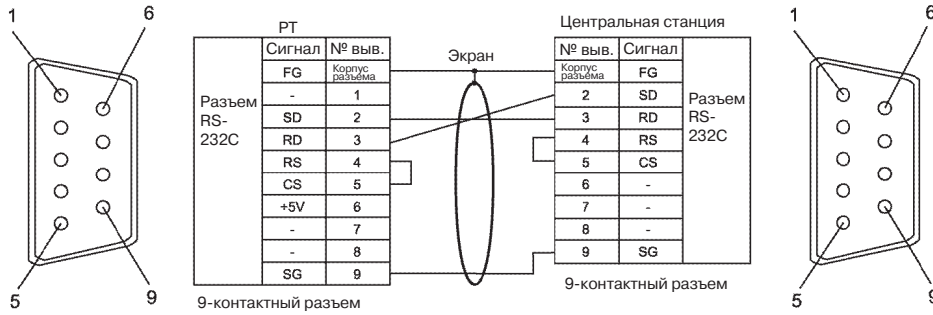 1
6
5
9
РТ
Сигнал № выв.
Разъем RS-232C
FG Корпус разъема
- 1
SD 2
RD 3
RS 4
CS 5
+5V 6
- 7
- 8
SG 9
9-контактный разъем
Экран
Центральная станция
№ выв. Сигнал
Корпус разъема FG
2 SD
3 RD
4 RS
5 CS
6 -
7 -
8 -
9 SG
Разъем RS-232C
9-контактный разъем
1
6
5
9